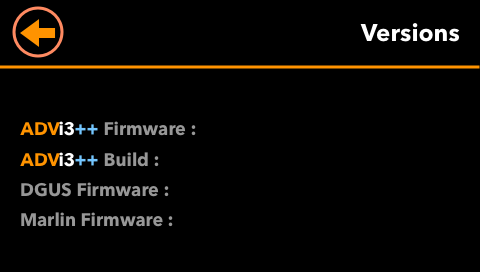 Versions
ADVi3++ Firmware :
ADVi3++ Build :
DGUS Firmware :
Marlin Firmware :